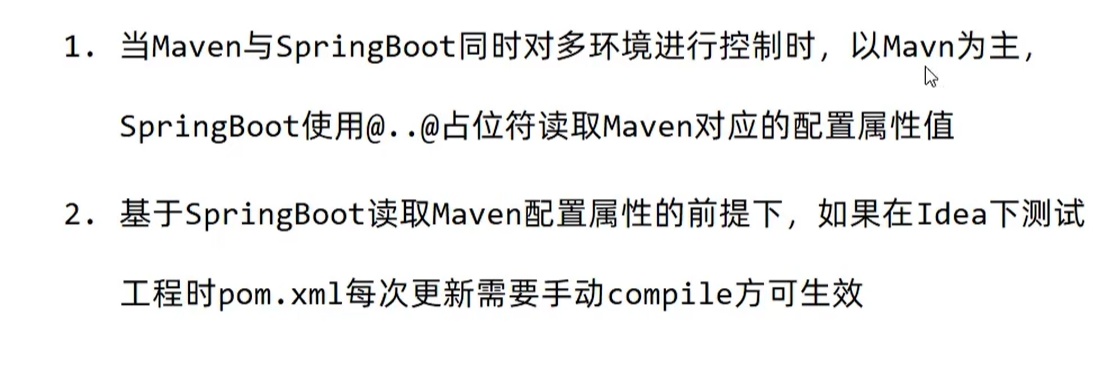 1. 当Maven与SpringBoot同时对多环境进行控制时，以Mavn为主，
SpringBoot使用@..@占位符读取Maven对应的配置属性值
2. 基于SpringBoot读取Maven配置属性的前提下，如果在Idea下测试
工程时pom.xml每次更新需要手动compile方可生效